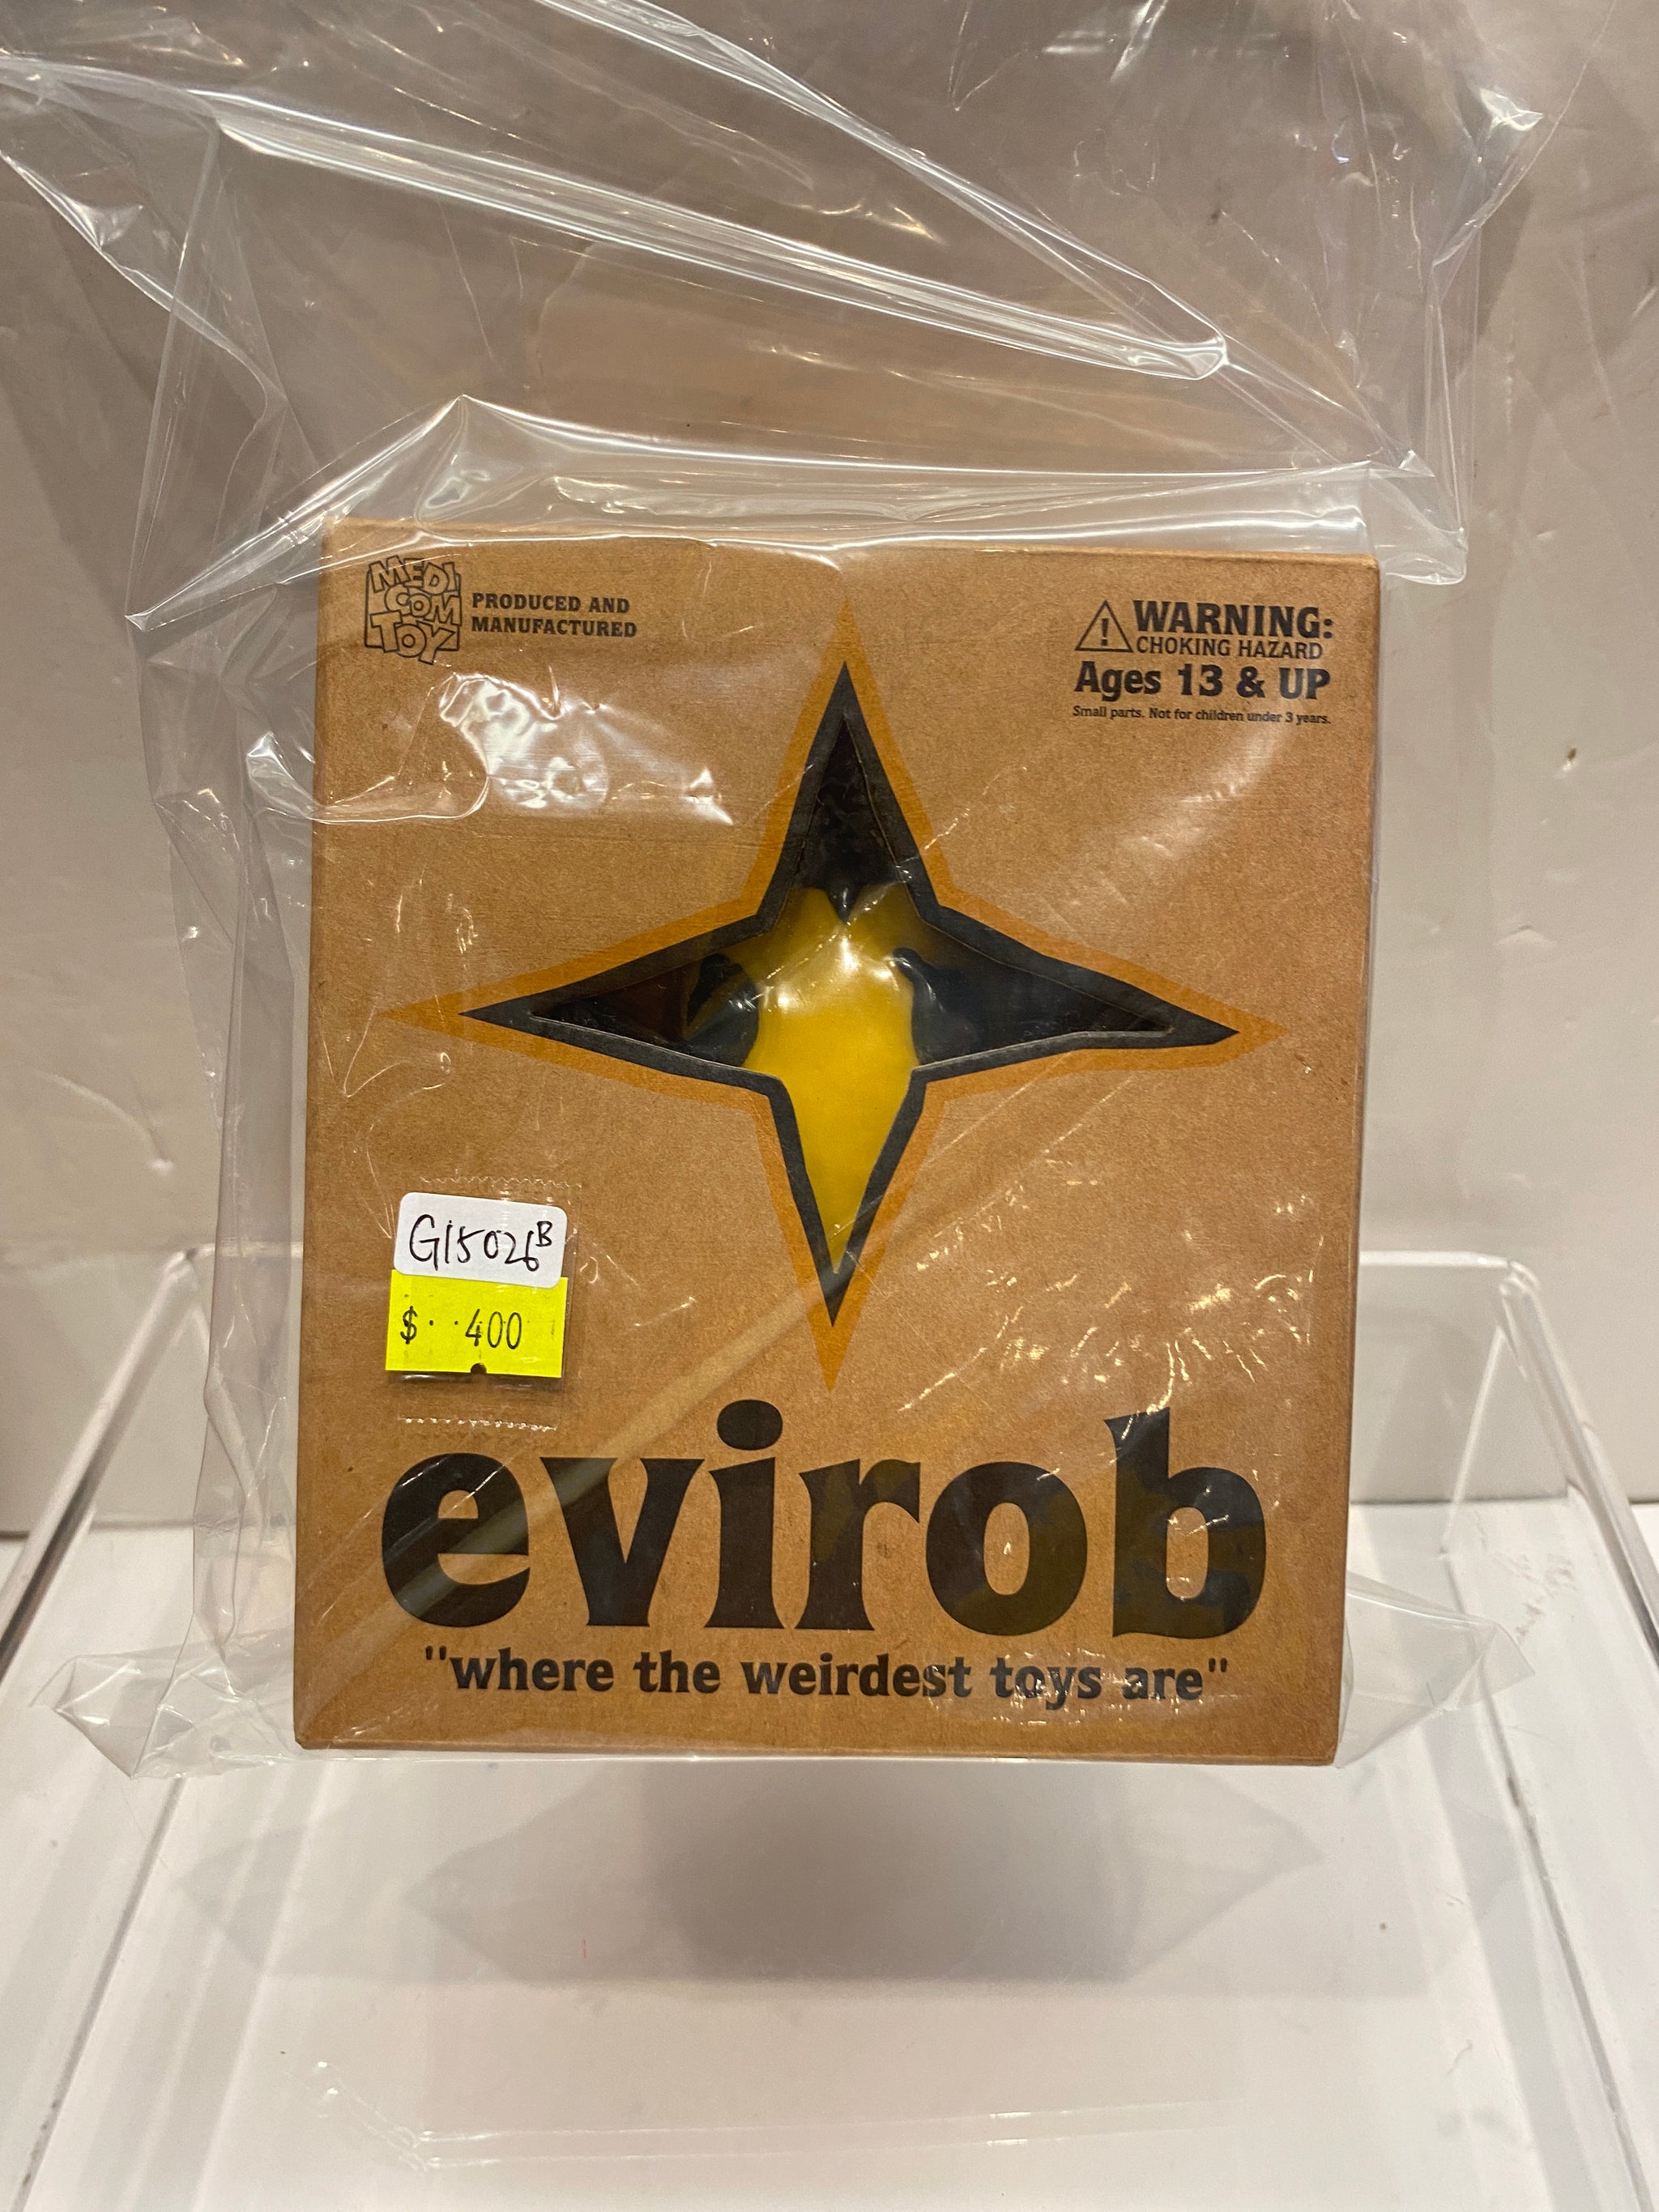 MEDI
COM
TOY
PRODUCED AND
MANUFACTURED
WARNING:
CHOKING HAZARD
Ages 13 & UP
Small parts. Not for children under 3 years.
G15026B
$ 400
evirob
"where the weirdest toys are"